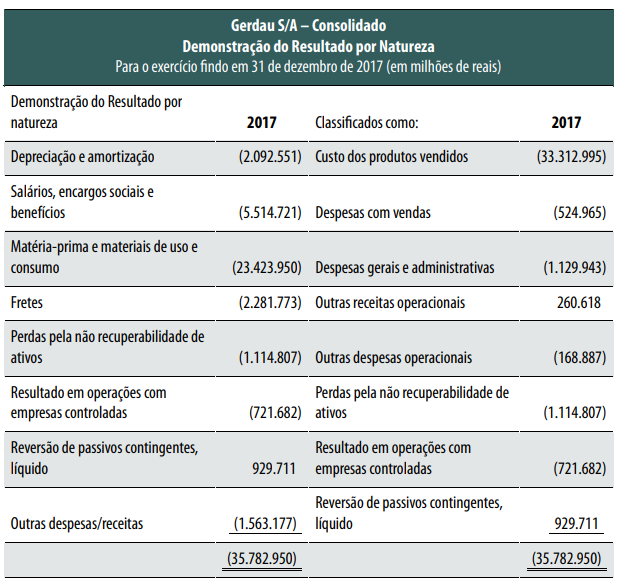 Gerdau S/A – Consolidado
Demonstração do Resultado por Natureza
Para o exercício findo em 31 de dezembro de 2017 (em milhões de reais)
Demonstração do Resultado por
natureza 2017 Classificados como: 2017
Depreciação e amortização (2.092.551) Custo dos produtos vendidos (33.312.995)
Salários, encargos sociais e
benefícios (5.514.721) Despesas com vendas (524.965)
Matéria-prima e materiais de uso e
consumo (23.423.950) Despesas gerais e administrativas (1.129.943)
Fretes (2.281.773) Outras receitas operacionais 260.618
Perdas pela não recuperabilidade de
ativos (1.114.807) Outras despesas operacionais (168.887)
Resultado em operações com Perdas pela não recuperabilidade de
empresas controladas (721.682) ativos (1.114.807)
Reversão de passivos contingentes, Resultado em operações com
líquido 929.711 empresas controladas (721.682)
Reversão de passivos contingentes,
Outras despesas/receitas (1.563.177) líquido 929.711
(35.782.950) (35.782.950)